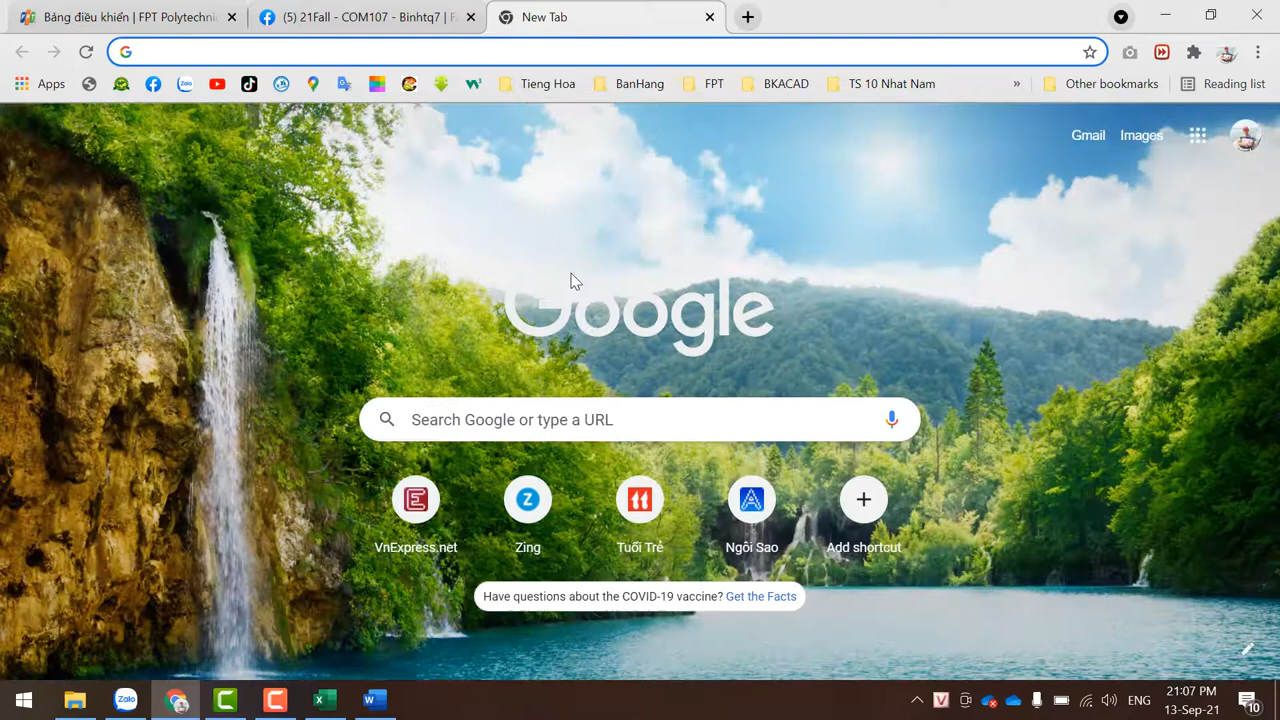 Bảng điều khiển | FPT Polytechni
(5) 21Fall - COM107 - Binhtq7 | Fa
New Tab
Apps
Tieng Hoa
BanHang
FPT
BKACAD
TS 10 Nhat Nam
»
Other bookmarks
Reading list
Gmail
Images
Google
Search Google or type a URL
VnExpress.net
Zing
Tuổi Trẻ
Ngôi Sao
Add shortcut
Have questions about the COVID-19 vaccine? Get the Facts
Zalo
ENG
21:07 PM
13-Sep-21
10